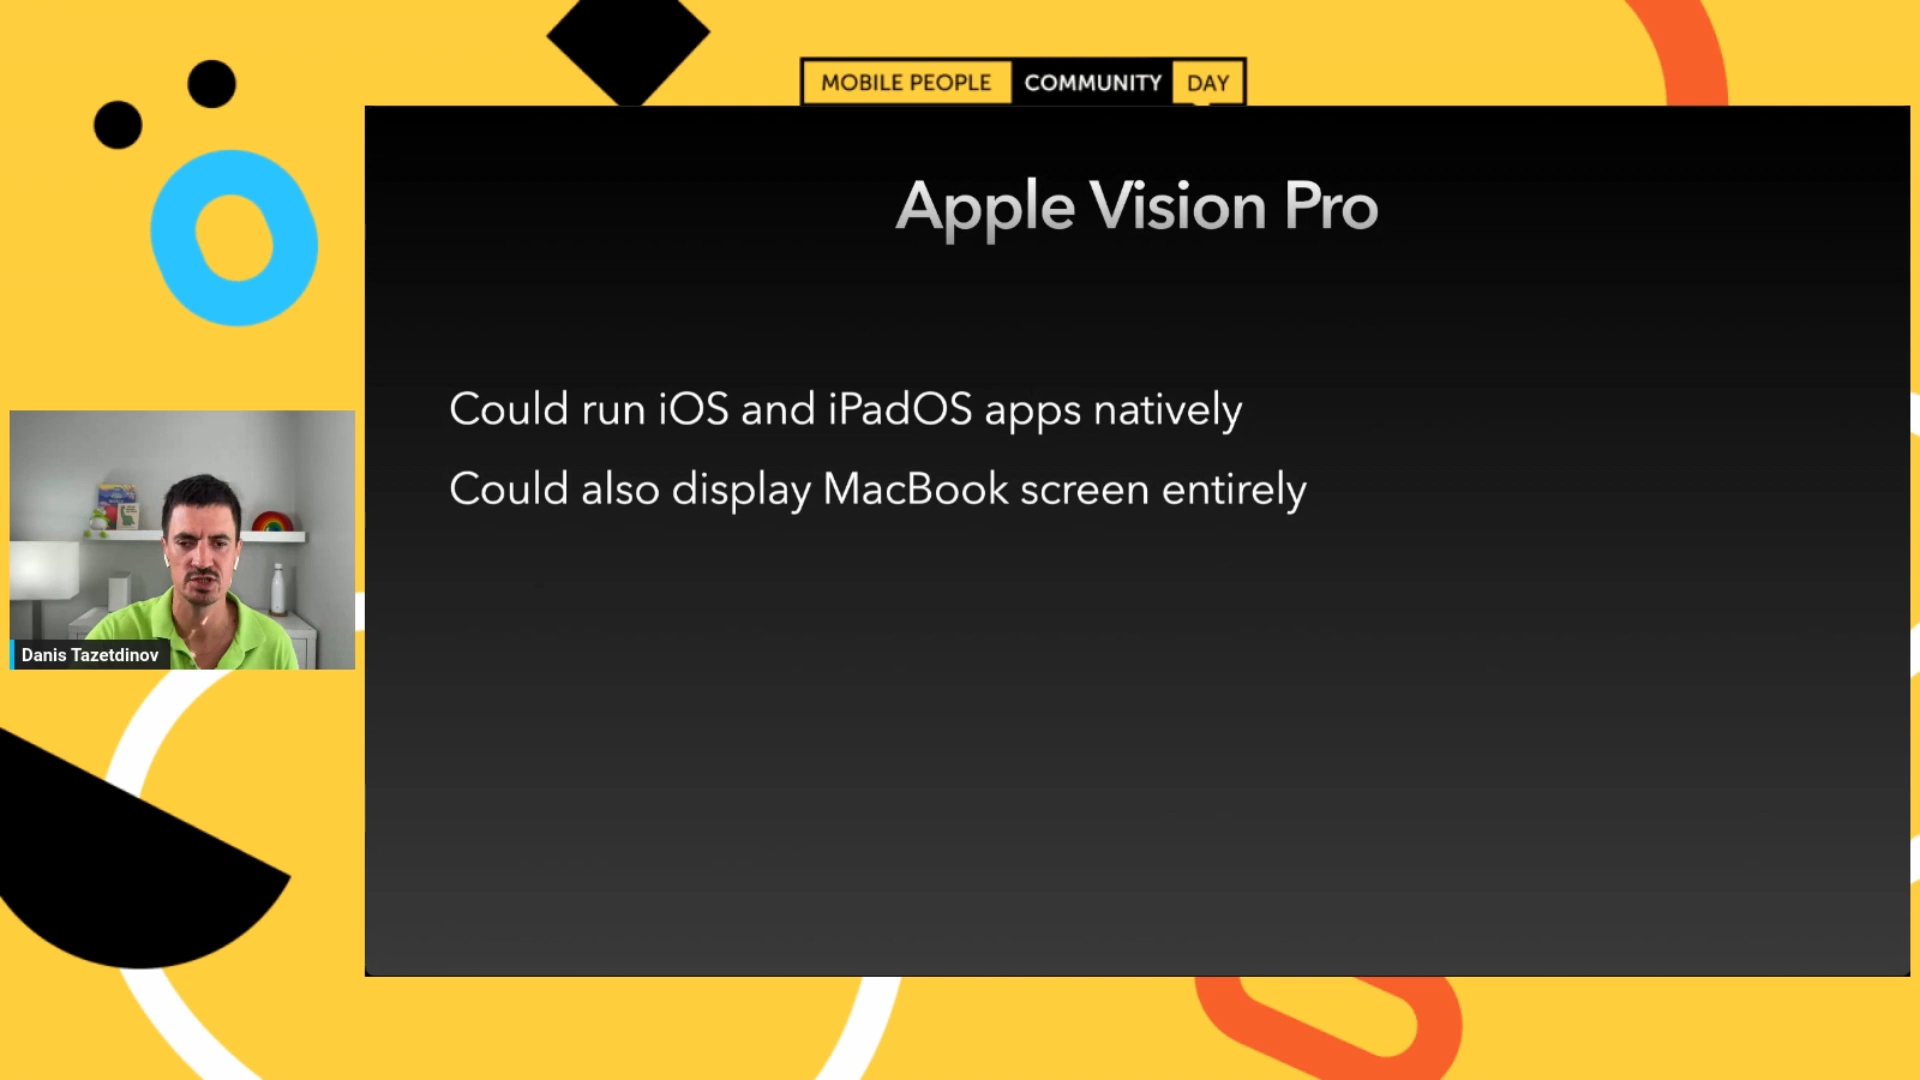 MOBILE PEOPLE COMMUNITY DAY
Apple Vision Pro
Could run iOS and iPadOS apps natively
Could also display MacBook screen entirely
Danis Tazetdinov